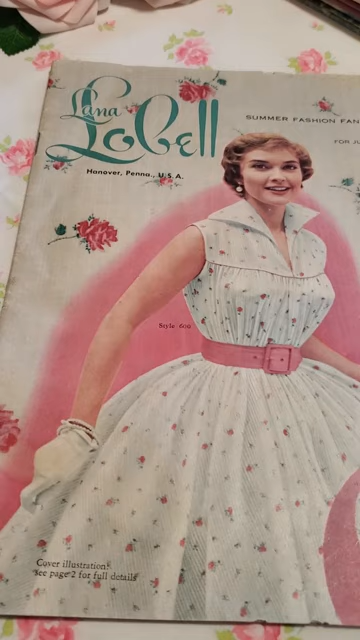 Lana
Lobell
SUMMER FASHION FAN
Hanover, Penna., U.S.A.
FOR JU
Style 600
Cover illustration:
see page 2 for full details